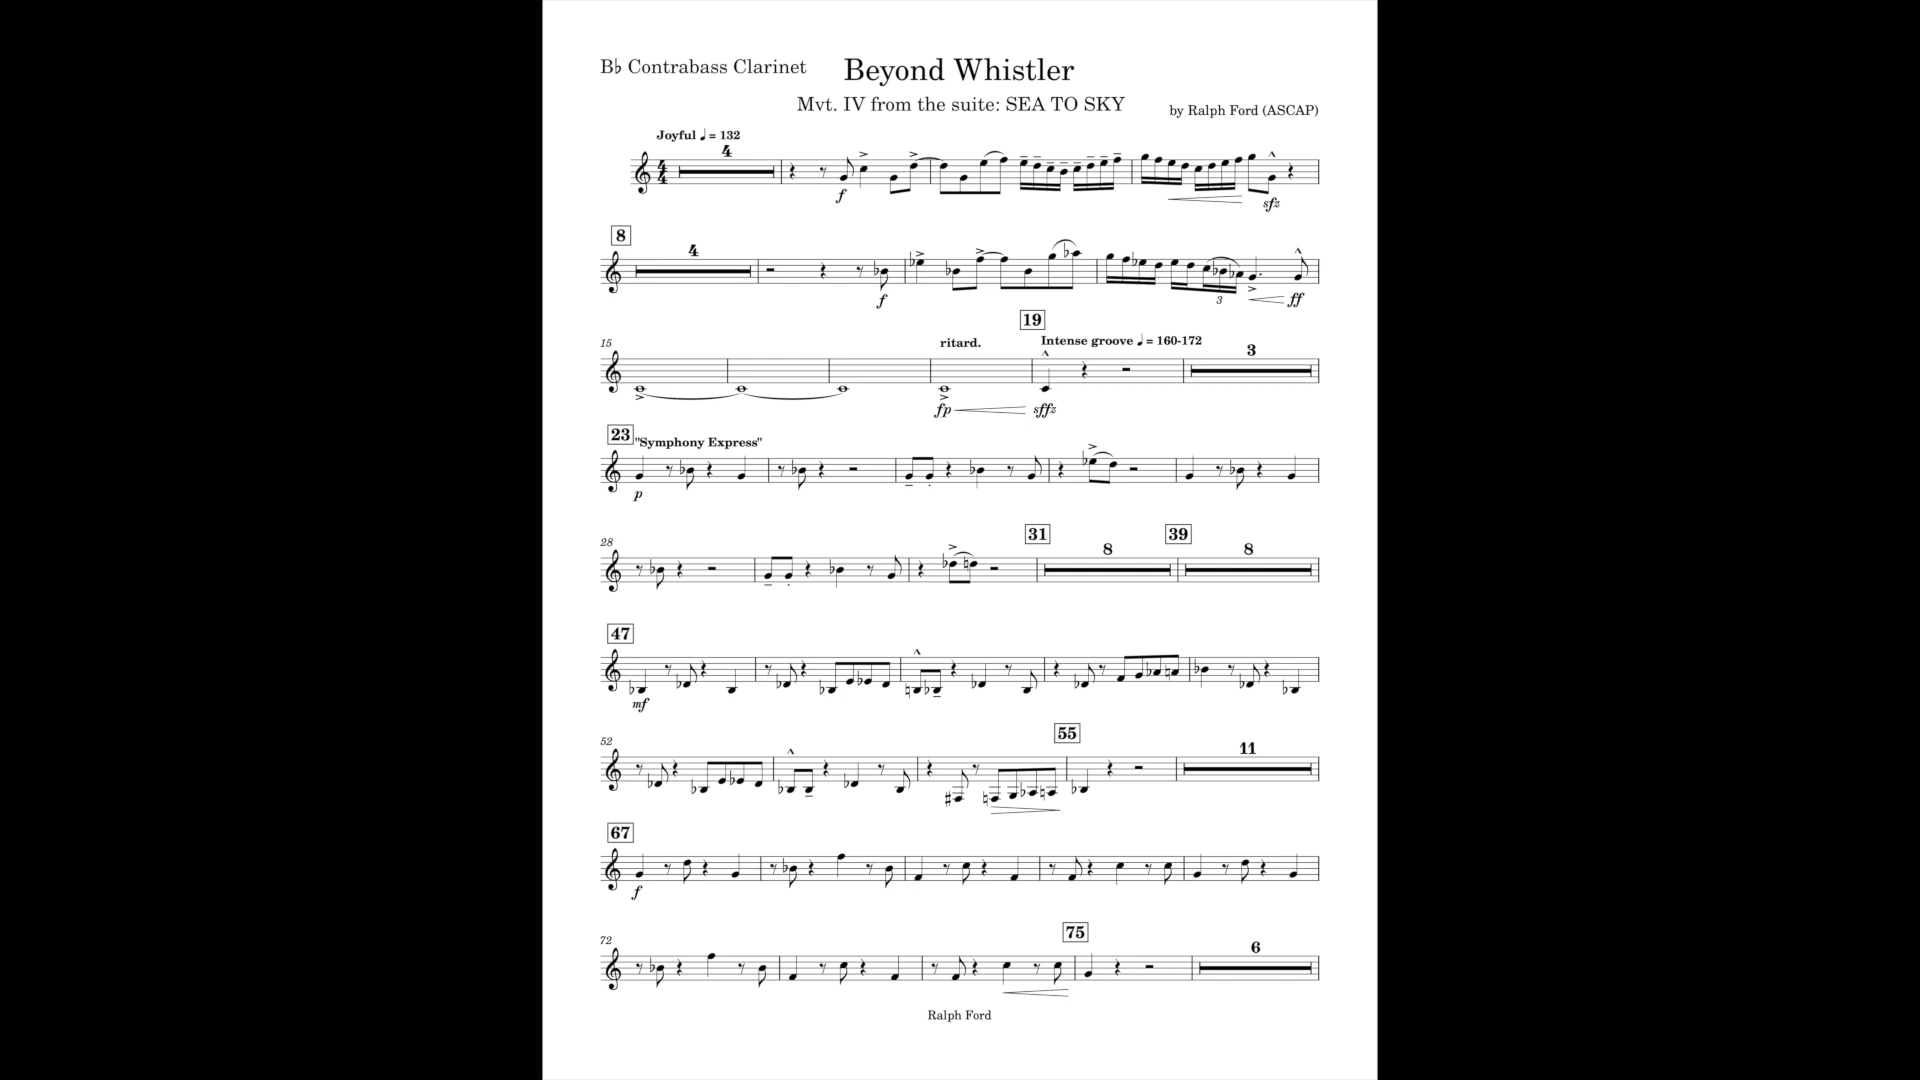 B♭ Contrabass Clarinet
Beyond Whistler
Mvt. IV from the suite: SEA TO SKY
by Ralph Ford (ASCAP)
Joyful ♩ = 132
4
4
4
f
sfz
8
4
f
3
ff
19
15
ritard.
Intense groove ♩ = 160-172
3
fp
sffz
23
"Symphony Express"
p
31
39
28
8
8
47
mf
55
52
11
67
f
75
72
6
Ralph Ford